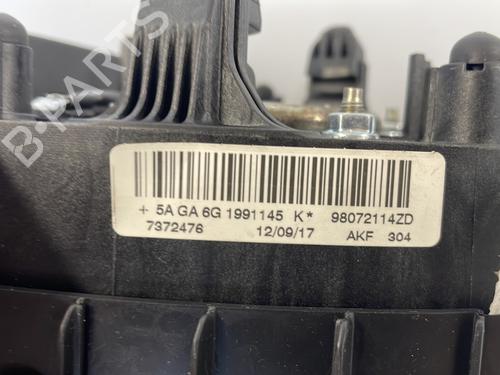 B-PARTS
+ 5A GA 6G 1991145 K* 98072114ZD
7372476 12/09/17 AKF 304